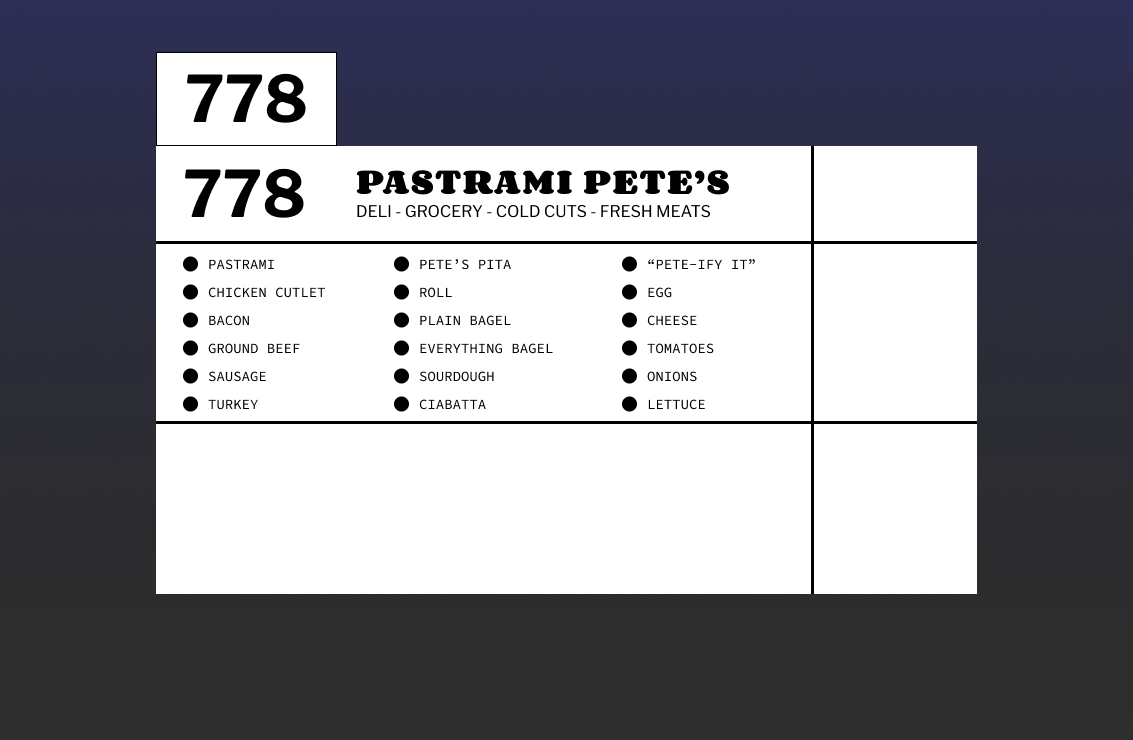 778
778
PASTRAMI PETE’S
DELI - GROCERY - COLD CUTS - FRESH MEATS
PASTRAMI
CHICKEN CUTLET
BACON
GROUND BEEF
SAUSAGE
TURKEY
PETE’S PITA
ROLL
PLAIN BAGEL
EVERYTHING BAGEL
SOURDOUGH
CIABATTA
“PETE-IFY IT”
EGG
CHEESE
TOMATOES
ONIONS
LETTUCE